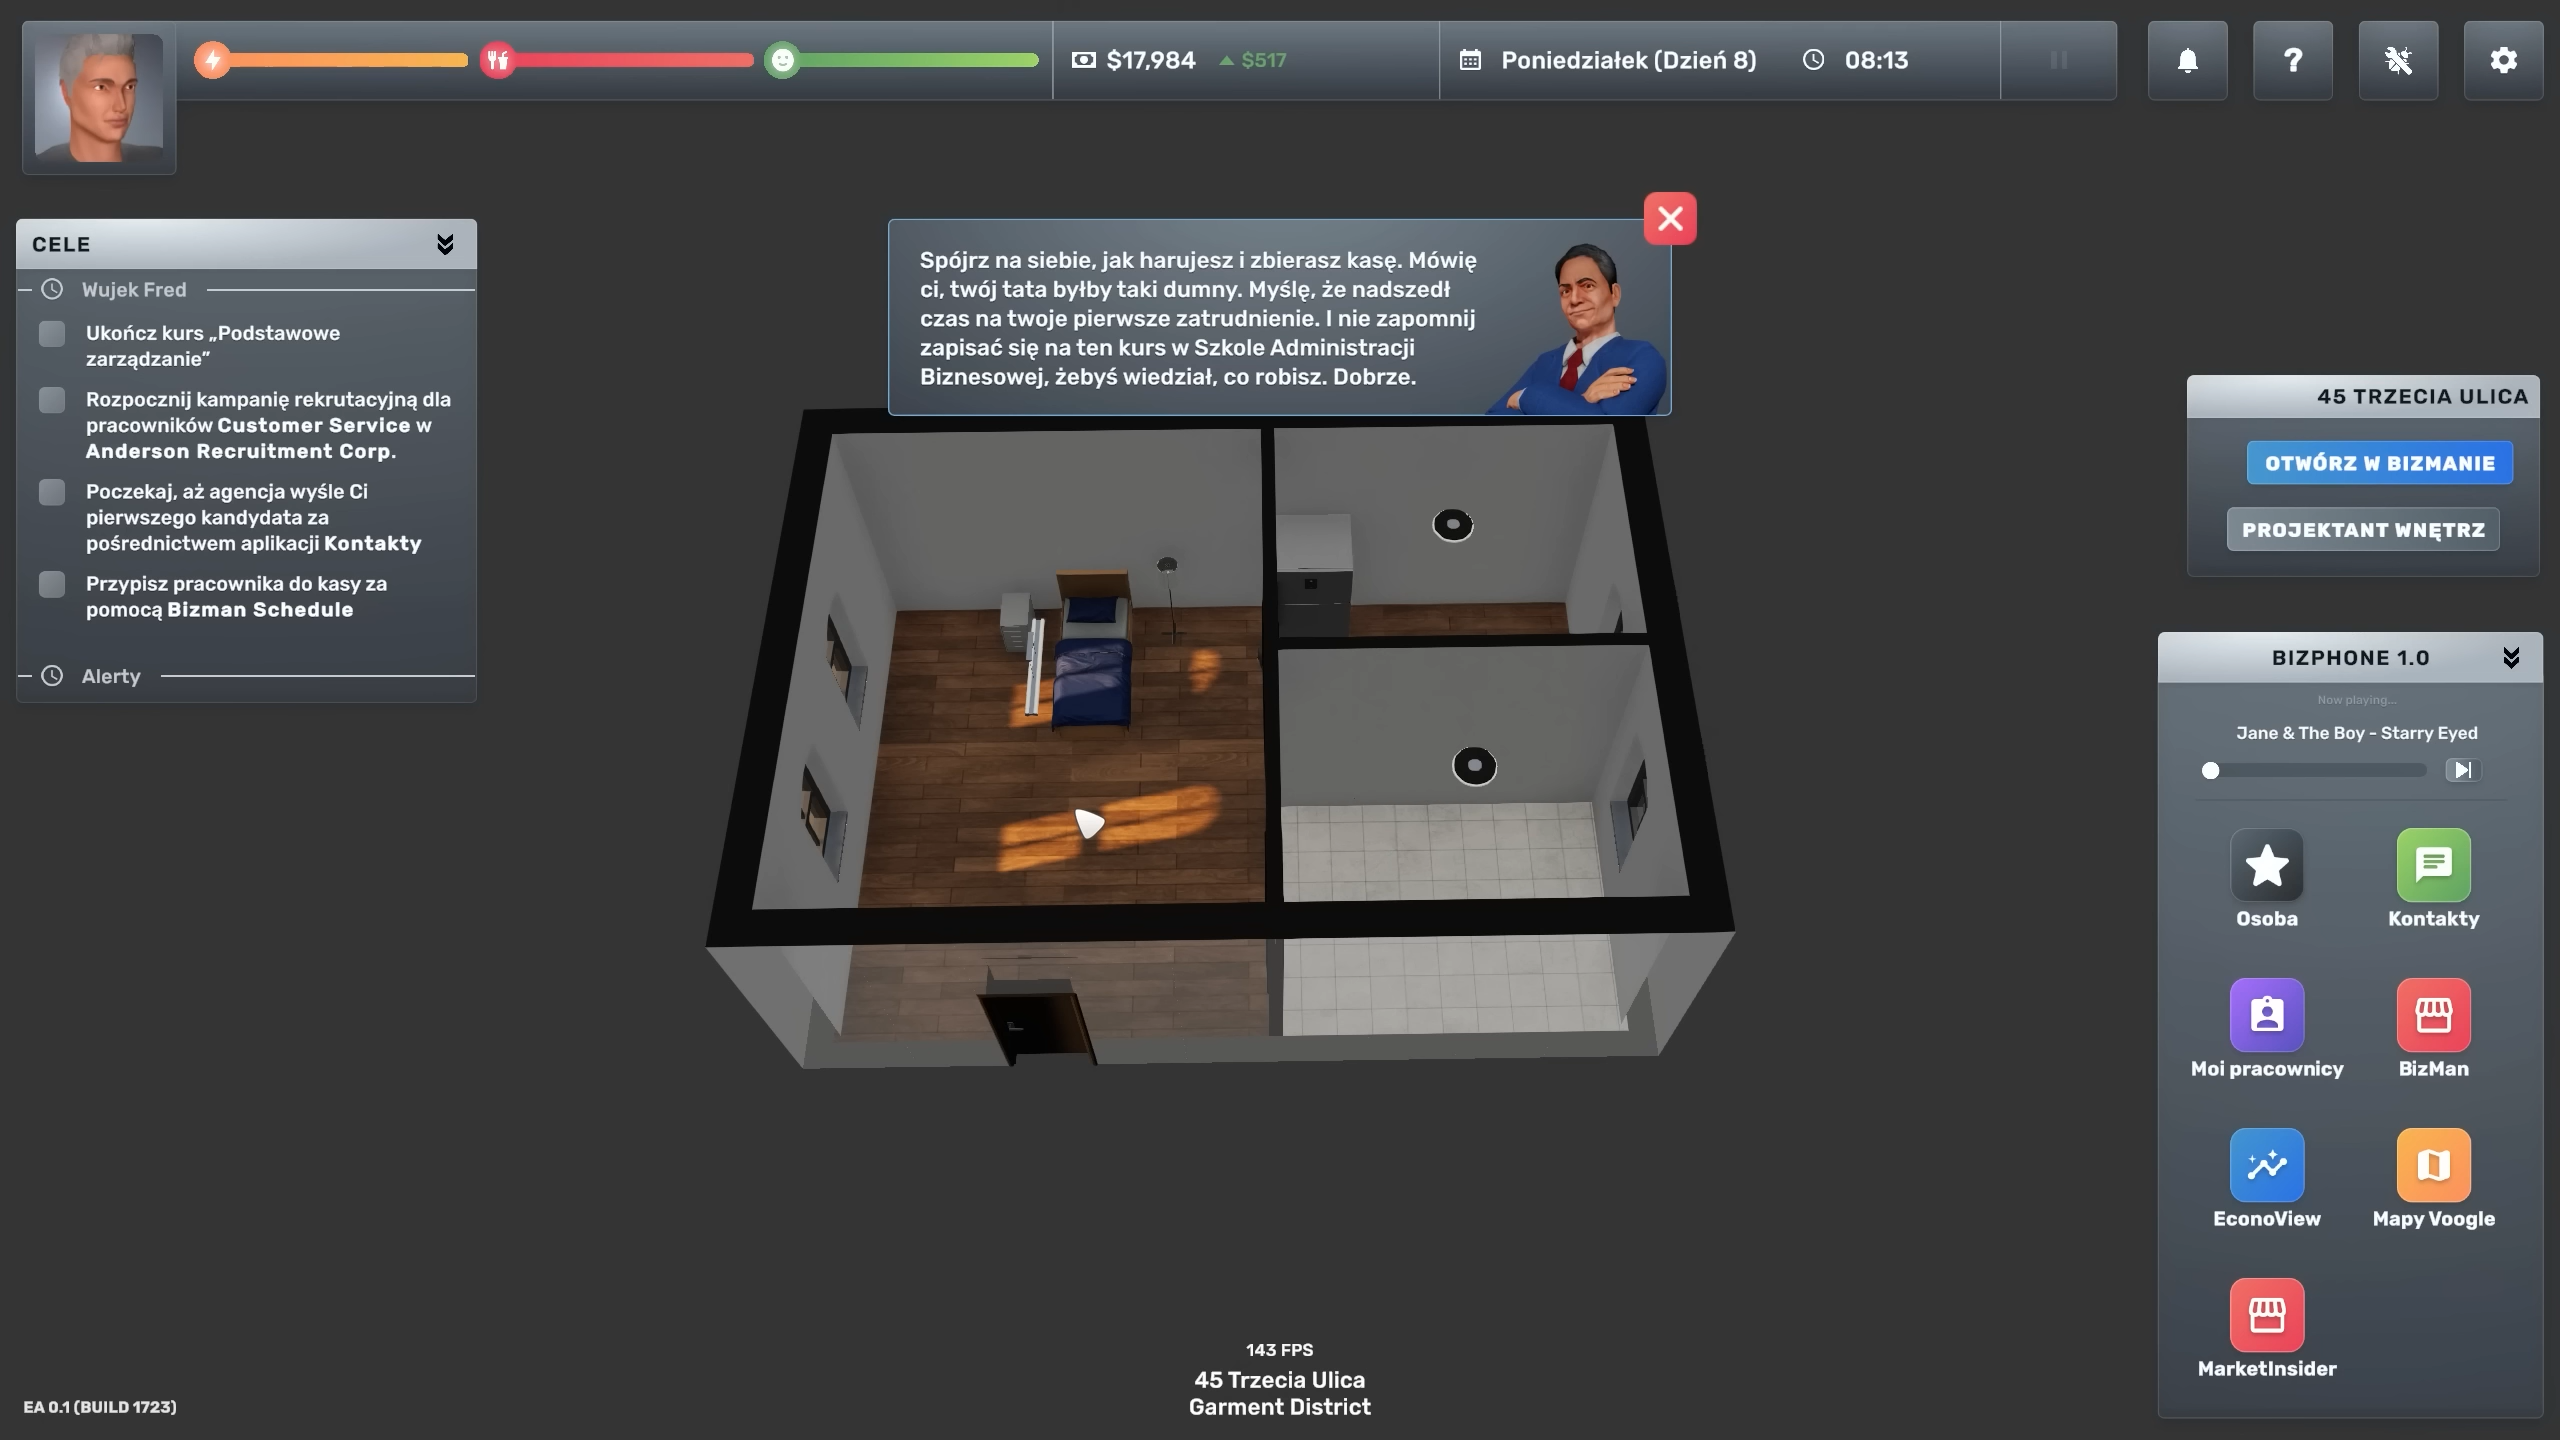 $17,984
$517
Poniedziałek (Dzień 8)
08:13
?
CELE
Wujek Fred
Ukończ kurs „Podstawowe
zarządzanie”
Rozpocznij kampanię rekrutacyjną dla
pracowników Customer Service w
Anderson Recruitment Corp.
Poczekaj, aż agencja wyśle Ci
pierwszego kandydata za
pośrednictwem aplikacji Kontakty
Przypisz pracownika do kasy za
pomocą Bizman Schedule
Alerty
Spójrz na siebie, jak harujesz i zbierasz kasę. Mówię
ci, twój tata byłby taki dumny. Myślę, że nadszedł
czas na twoje pierwsze zatrudnienie. I nie zapomnij
zapisać się na ten kurs w Szkole Administracji
Biznesowej, żebyś wiedział, co robisz. Dobrze.
45 TRZECIA ULICA
OTWÓRZ W BIZMANIE
PROJEKTANT WNĘTRZ
BIZPHONE 1.0
Now playing...
Jane & The Boy - Starry Eyed
Osoba
Kontakty
Moi pracownicy
BizMan
EconoView
Mapy Voogle
MarketInsider
143 FPS
45 Trzecia Ulica
Garment District
EA 0.1 (BUILD 1723)